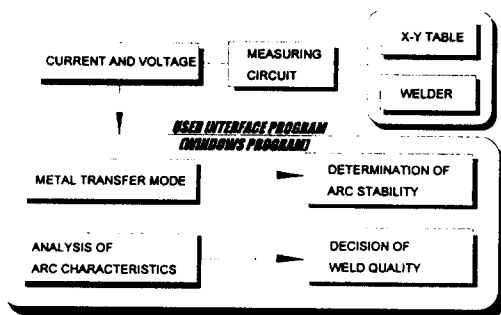 X-Y TABLE
CURRENT AND VOLTAGE
MEASURING
CIRCUIT
WELDER
USER INTERFACE PROGRAM
(WINDOWS PROGRAM)
METAL TRANSFER MODE
DETERMINATION OF
ARC STABILITY
ANALYSIS OF
ARC CHARACTERISTICS
DECISION OF
WELD QUALITY